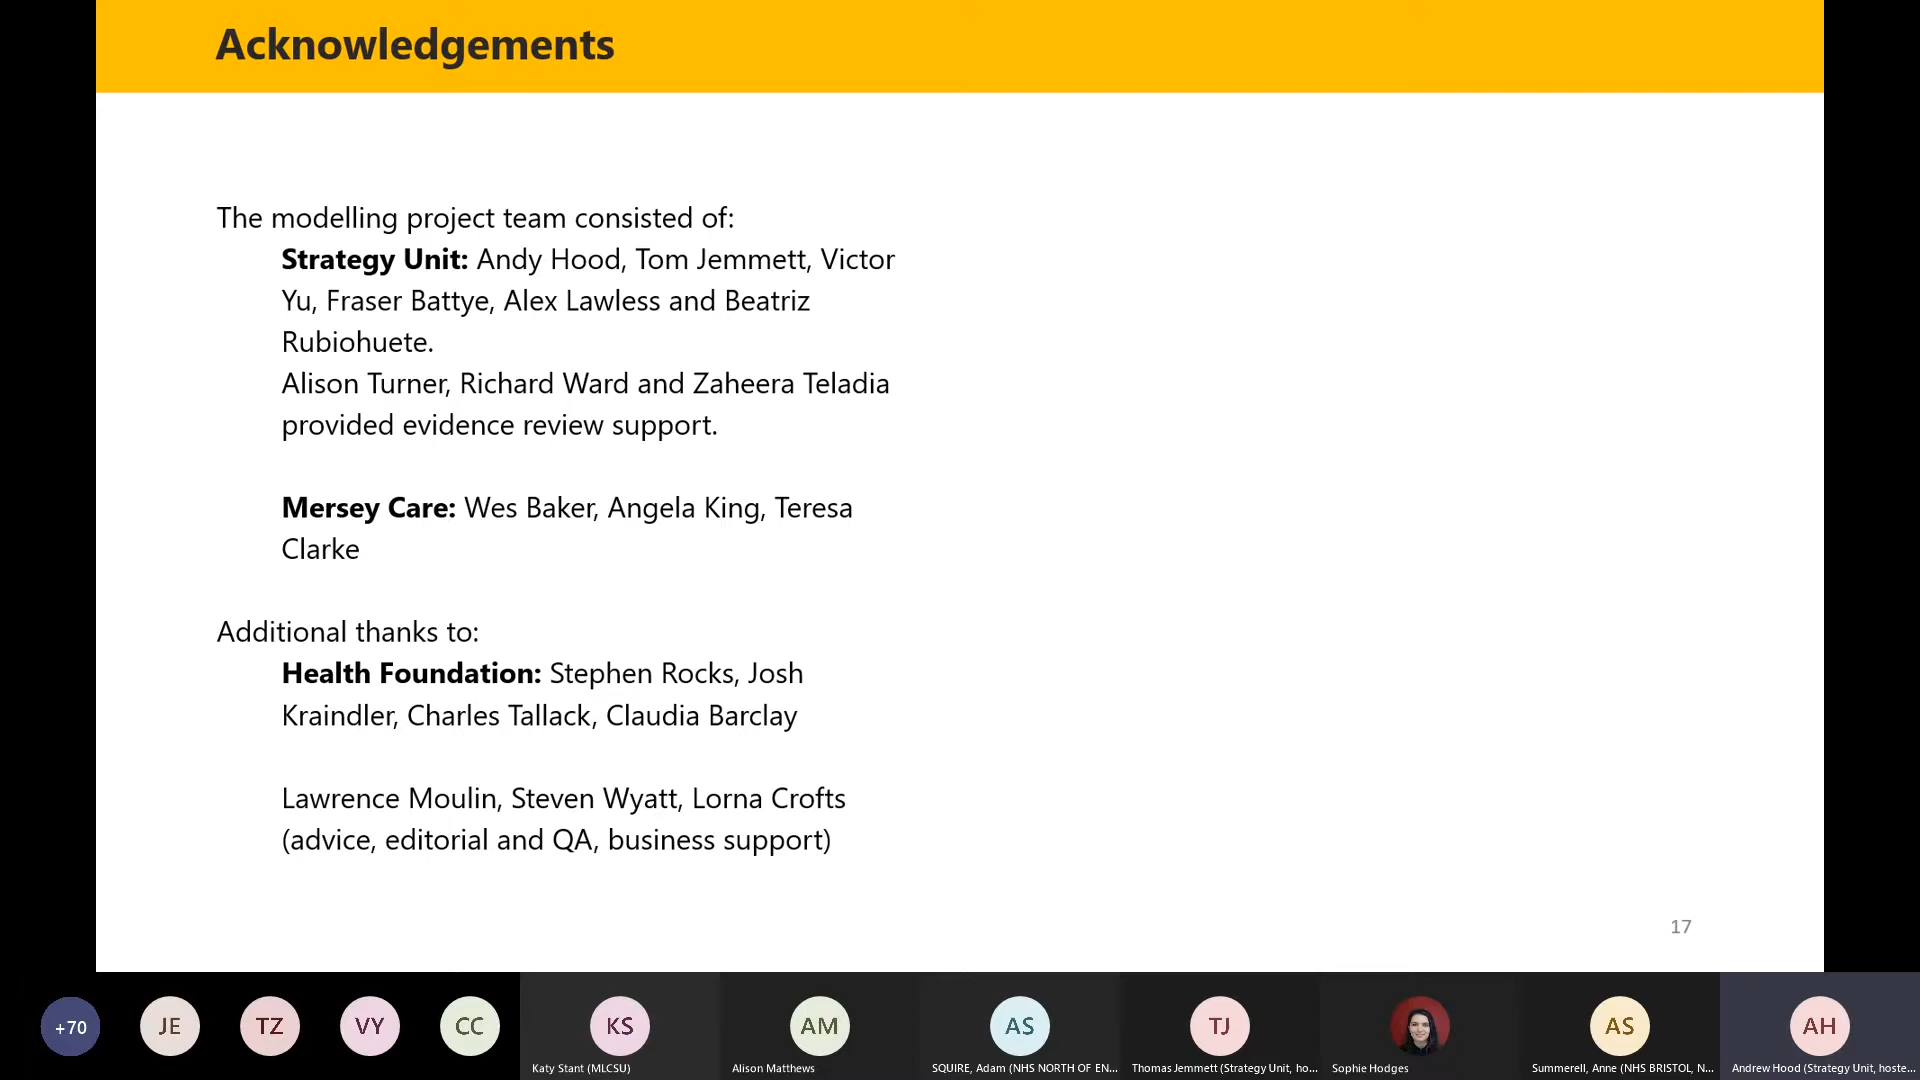 Acknowledgements
The modelling project team consisted of:
Strategy Unit: Andy Hood, Tom Jemmett, Victor
Yu, Fraser Battye, Alex Lawless and Beatriz
Rubiohuete.
Alison Turner, Richard Ward and Zaheera Teladia
provided evidence review support.
Mersey Care: Wes Baker, Angela King, Teresa
Clarke
Additional thanks to:
Health Foundation: Stephen Rocks, Josh
Kraindler, Charles Tallack, Claudia Barclay
Lawrence Moulin, Steven Wyatt, Lorna Crofts
(advice, editorial and QA, business support)
17
+70 JE TZ VY CC KS AM AS TJ AS AH
Katy Stant (MLCSU) Alison Matthews SQUIRE, Adam (NHS NORTH OF EN... Thomas Jemmett (Strategy Unit, ho... Sophie Hodges Summerell, Anne (NHS BRISTOL, N... Andrew Hood (Strategy Unit, hoste...